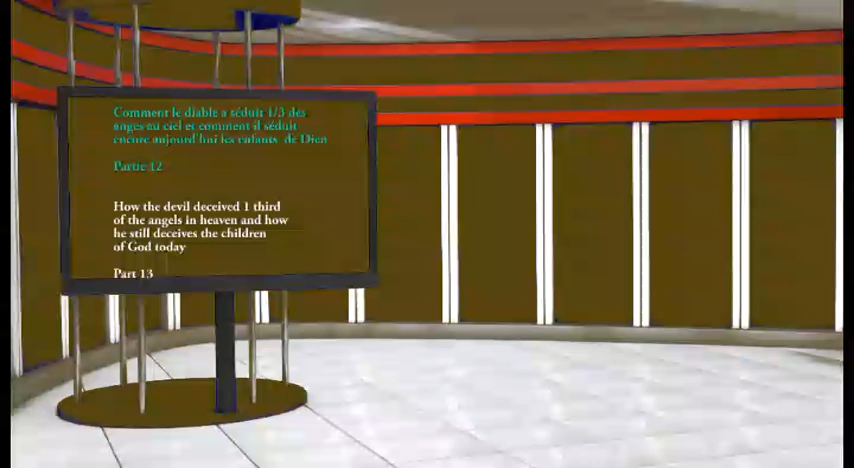 Comment le diable a séduit 1/3 des
anges au ciel et comment il séduit
encore aujourd'hui les enfants de Dieu
Partie 12
How the devil deceived 1 third
of the angels in heaven and how
he still deceives the children
of God today
Part 13